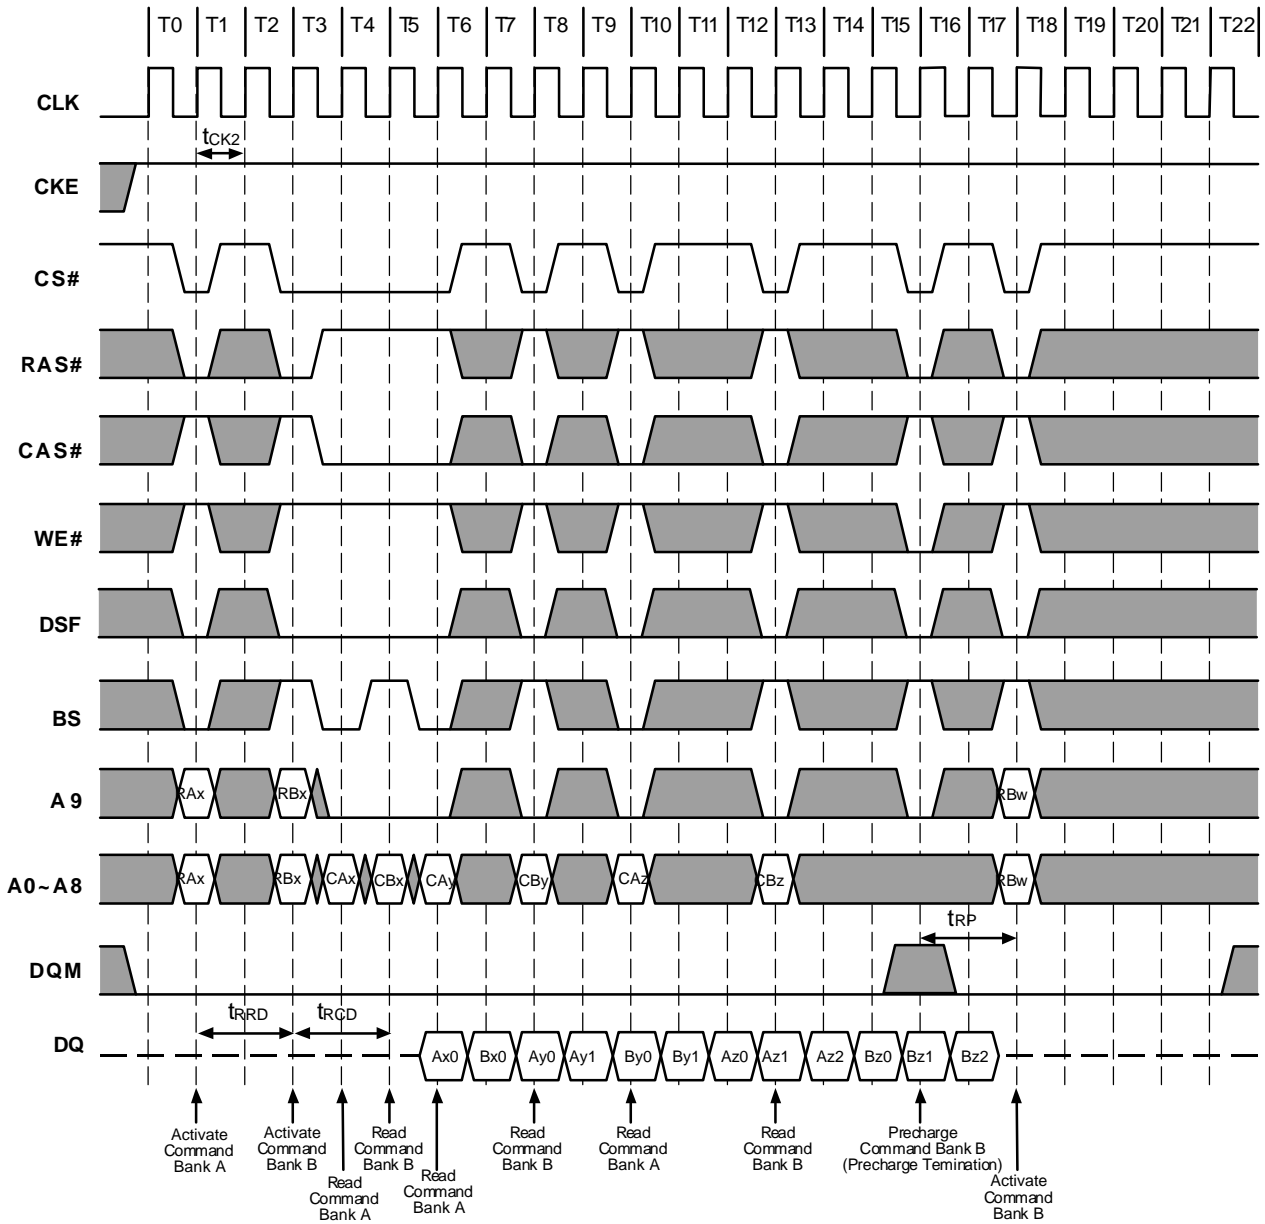 T0 T1 T2 T3 T4 T5 T6 T7 T8 T9 T10 T11 T12 T13 T14 T15 T16 T17 T18 T19 T20 T21 T22
CLK
tCK2
CKE
CS#
RAS#
CAS#
WE#
DSF
BS
A9
RAx RBx RBw
A0~A8
RAx RBx CAx CBx CAy CBy CAz CBz RBw
tRP
DQM
tRRD tRCD
DQ
Ax0 Bx0 Ay0 Ay1 By0 By1 Az0 Az1 Az2 Bz0 Bz1 Bz2
Activate
Command
Bank A
Activate
Command
Bank B
Read
Command
Bank A
Read
Command
Bank B
Read
Command
Bank A
Read
Command
Bank B
Read
Command
Bank A
Read
Command
Bank B
Precharge
Command Bank B
(Precharge Temination)
Activate
Command
Bank B